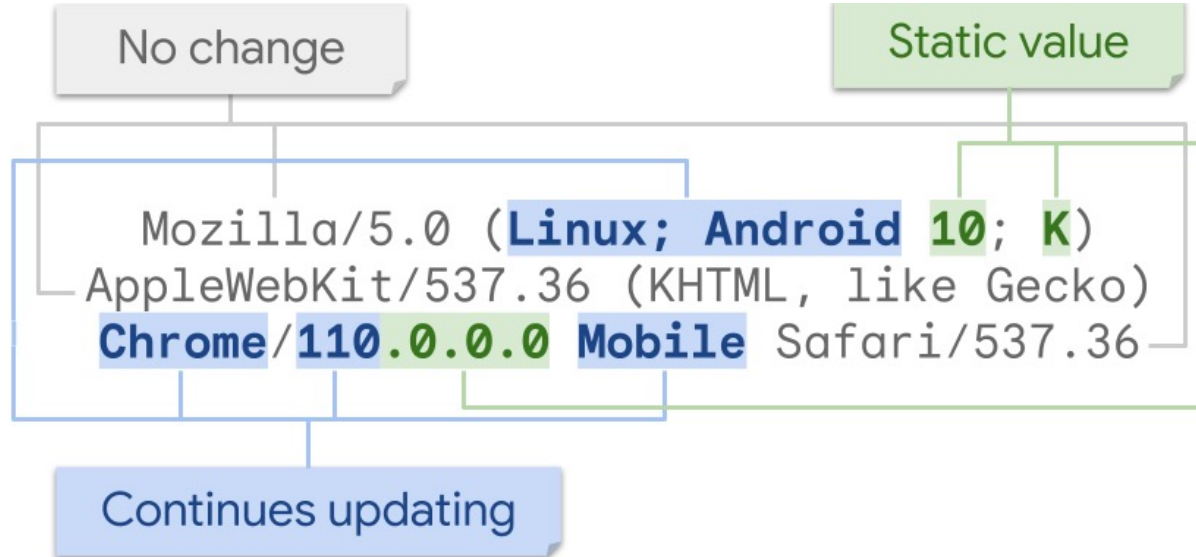 No change
Static value
Mozilla/5.0 (Linux; Android 10; K)
AppleWebKit/537.36 (KHTML, like Gecko)
Chrome/110.0.0.0 Mobile Safari/537.36
Continues updating